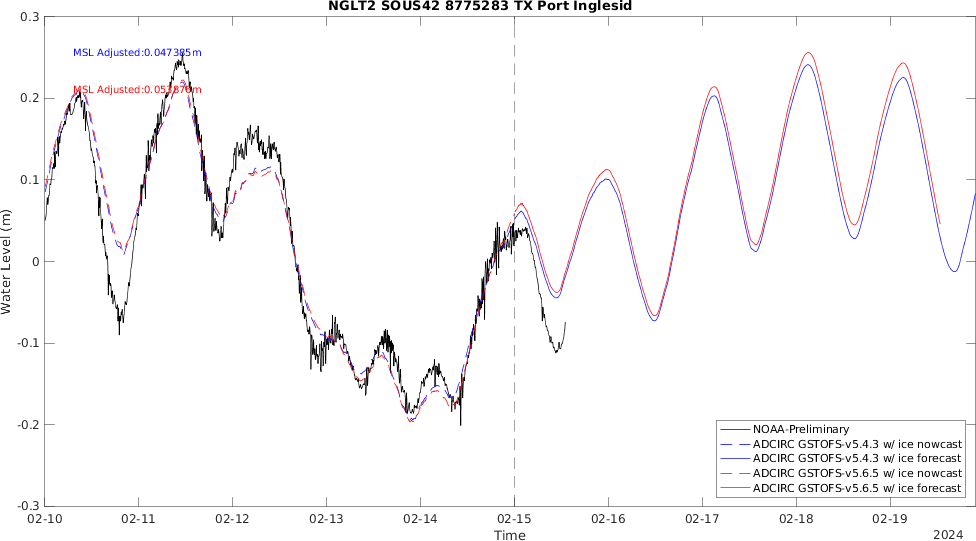 NGLT2 SOUS42 8775283 TX Port Inglesid
MSL Adjusted:0.047385m
MSL Adjusted:0.053876m
Water Level (m)
0.3
0.2
0.1
0
-0.1
-0.2
-0.3
NOAA-Preliminary
ADCIRC GSTOFS-v5.4.3 w/ ice nowcast
ADCIRC GSTOFS-v5.4.3 w/ ice forecast
ADCIRC GSTOFS-v5.6.5 w/ ice nowcast
ADCIRC GSTOFS-v5.6.5 w/ ice forecast
02-10 02-11 02-12 02-13 02-14 02-15 02-16 02-17 02-18 02-19
Time
2024